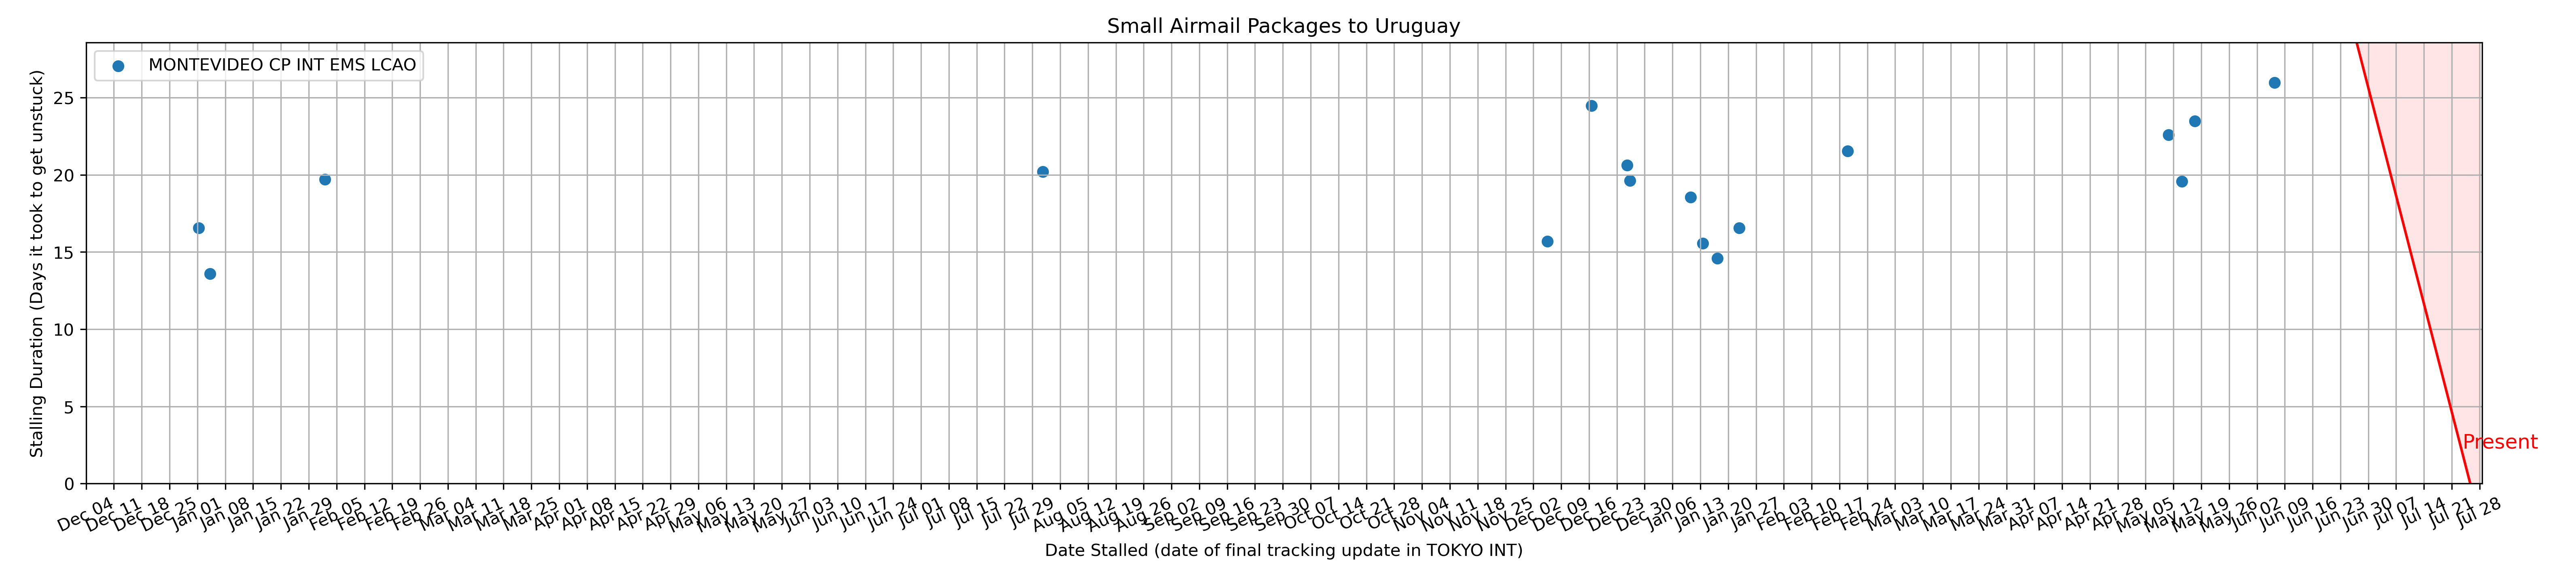 Small Airmail Packages to Uruguay
MONTEVIDEO CP INT EMS LCAO
Stalling Duration (Days it took to get unstuck)
25
20
15
10
5
0
Present
Dec 04
Dec 11
Dec 18
Dec 25
Jan 01
Jan 08
Jan 15
Jan 22
Jan 29
Feb 05
Feb 12
Feb 19
Feb 26
Mar 04
Mar 11
Mar 18
Mar 25
Apr 01
Apr 08
Apr 15
Apr 22
Apr 29
May 06
May 13
May 20
May 27
Jun 03
Jun 10
Jun 17
Jun 24
Jul 01
Jul 08
Jul 15
Jul 22
Jul 29
Aug 05
Aug 12
Aug 19
Aug 26
Sep 02
Sep 09
Sep 16
Sep 23
Sep 30
Oct 07
Oct 14
Oct 21
Oct 28
Nov 04
Nov 11
Nov 18
Nov 25
Dec 02
Dec 09
Dec 16
Dec 23
Dec 30
Jan 06
Jan 13
Jan 20
Jan 27
Feb 03
Feb 10
Feb 17
Feb 24
Mar 03
Mar 10
Mar 17
Mar 24
Mar 31
Apr 07
Apr 14
Apr 21
Apr 28
May 05
May 12
May 19
May 26
Jun 02
Jun 09
Jun 16
Jun 23
Jun 30
Jul 07
Jul 14
Jul 21
Jul 28
Date Stalled (date of final tracking update in TOKYO INT)